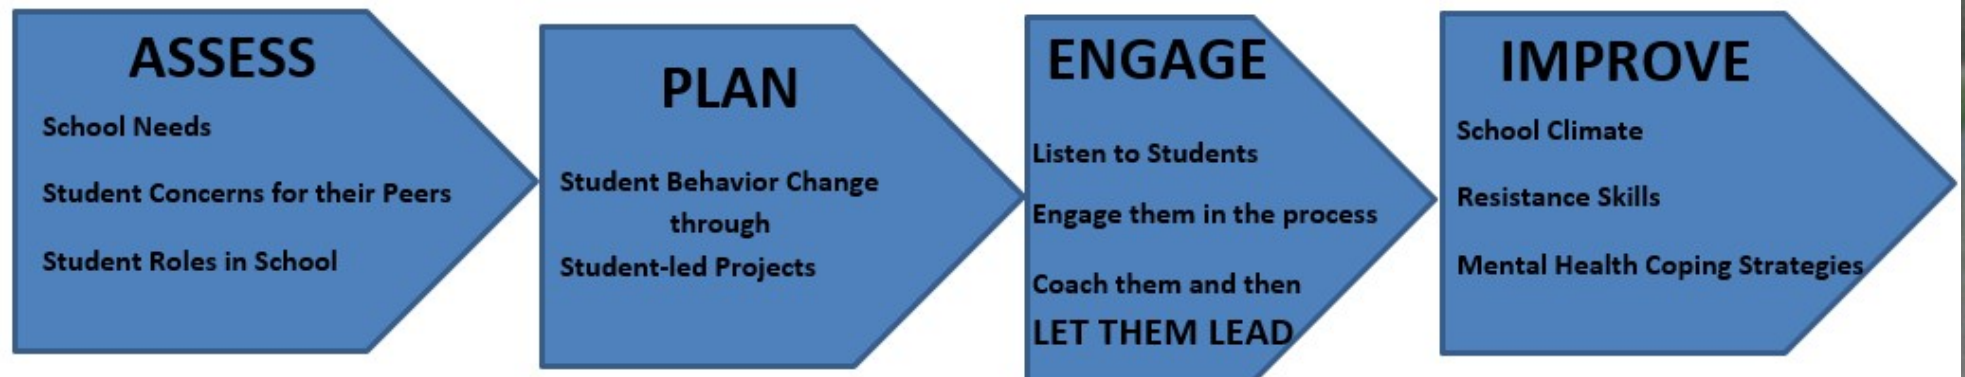 ASSESS
School Needs
Student Concerns for their Peers
Student Roles in School
PLAN
Student Behavior Change
through
Student-led Projects
ENGAGE
Listen to Students
Engage them in the process
Coach them and then
LET THEM LEAD
IMPROVE
School Climate
Resistance Skills
Mental Health Coping Strategies